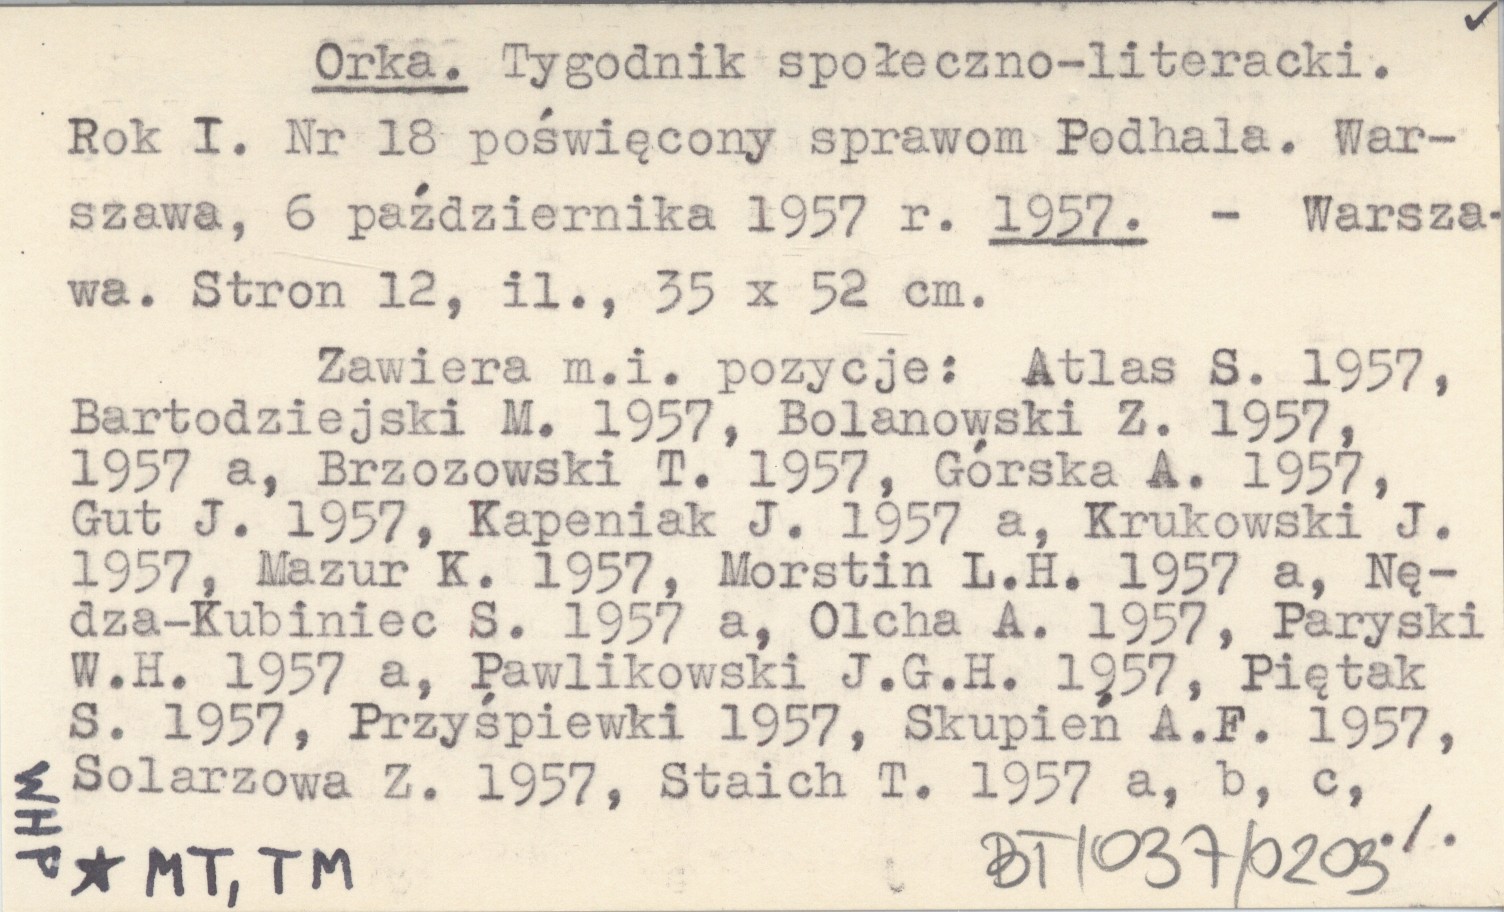 Orka. Tygodnik społeczno-literacki.
Rok I. Nr 18 poświęcony sprawom Podhala. War-
szawa, 6 października 1957 r. 1957. - Warsza-
wa. Stron 12, il., 35 x 52 cm.
Zawiera m.i. pozycje: Atlas S. 1957,
Bartodziejski M. 1957, Bolanowski Z. 1957,
1957 a, Brzozowski T. 1957, Górska A. 1957,
Gut J. 1957, Kapeniak J. 1957 a, Krukowski J.
1957, Mazur K. 1957, Morstin L.H. 1957 a, Nę-
dza-Kubiniec S. 1957 a, Olcha A. 1957, Paryski
W.H. 1957 a, Pawlikowski J.G.H. 1957, Piętak
S. 1957, Przyśpiewki 1957, Skupień A.F. 1957,
Solarzowa Z. 1957, Staich T. 1957 a, b, c,
./.
WHP
★ MT, TM
BT/037/0203